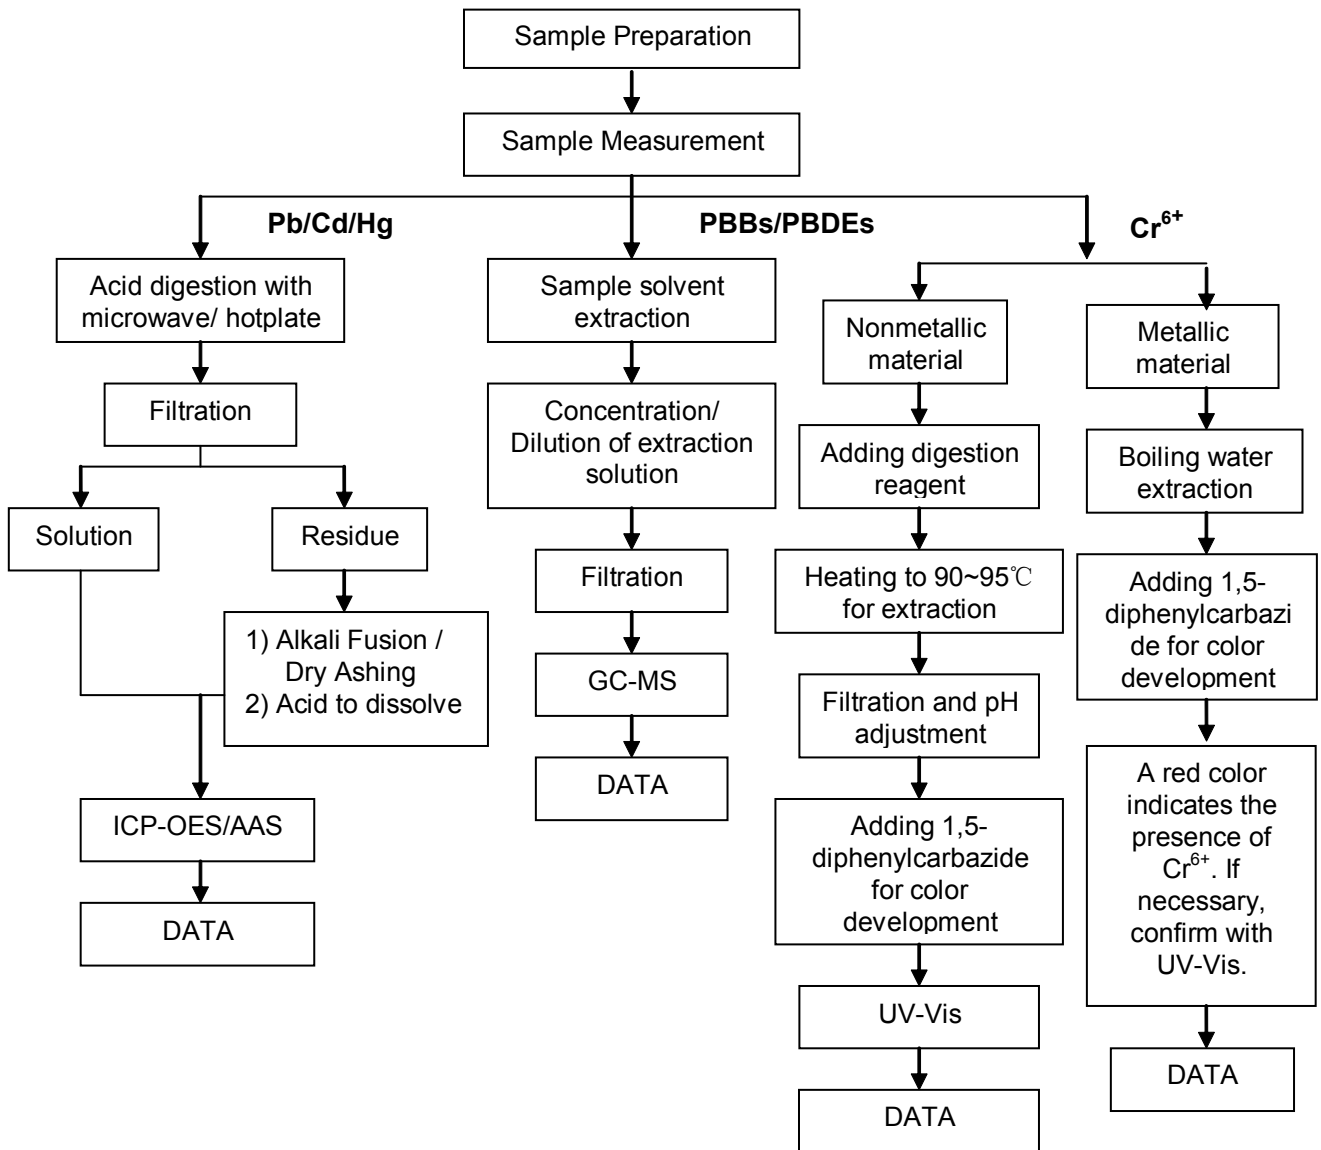 Sample Preparation
Sample Measurement
Pb/Cd/Hg
PBBs/PBDEs
Cr6+
Acid digestion with
microwave/ hotplate
Filtration
Solution
Residue
1) Alkali Fusion /
Dry Ashing
2) Acid to dissolve
ICP-OES/AAS
DATA
Sample solvent
extraction
Concentration/
Dilution of extraction
solution
Filtration
GC-MS
DATA
Nonmetallic
material
Adding digestion
reagent
Heating to 90~95℃
for extraction
Filtration and pH
adjustment
Adding 1,5-
diphenylcarbazide
for color
development
UV-Vis
DATA
Metallic
material
Boiling water
extraction
Adding 1,5-
diphenylcarbazi
de for color
development
A red color
indicates the
presence of
Cr6+. If
necessary,
confirm with
UV-Vis.
DATA